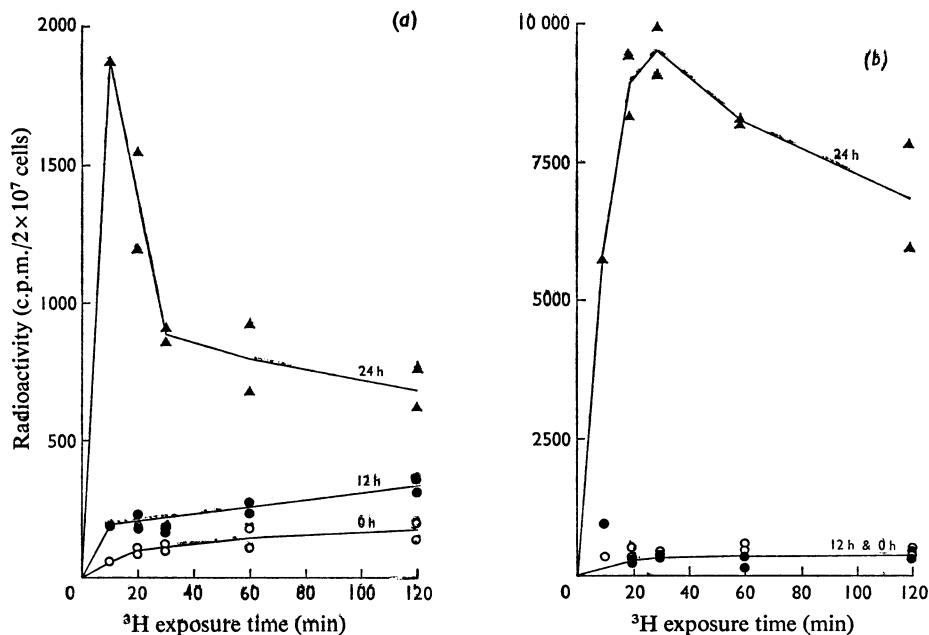 (a)
Radioactivity (c.p.m./2×10⁷ cells)
2000
1500
1000
500
0
20
40
60
80
100
120
24 h
12 h
0 h
³H exposure time (min)
(b)
10 000
7500
5000
2500
0
20
40
60
80
100
120
24 h
12 h & 0 h
³H exposure time (min)